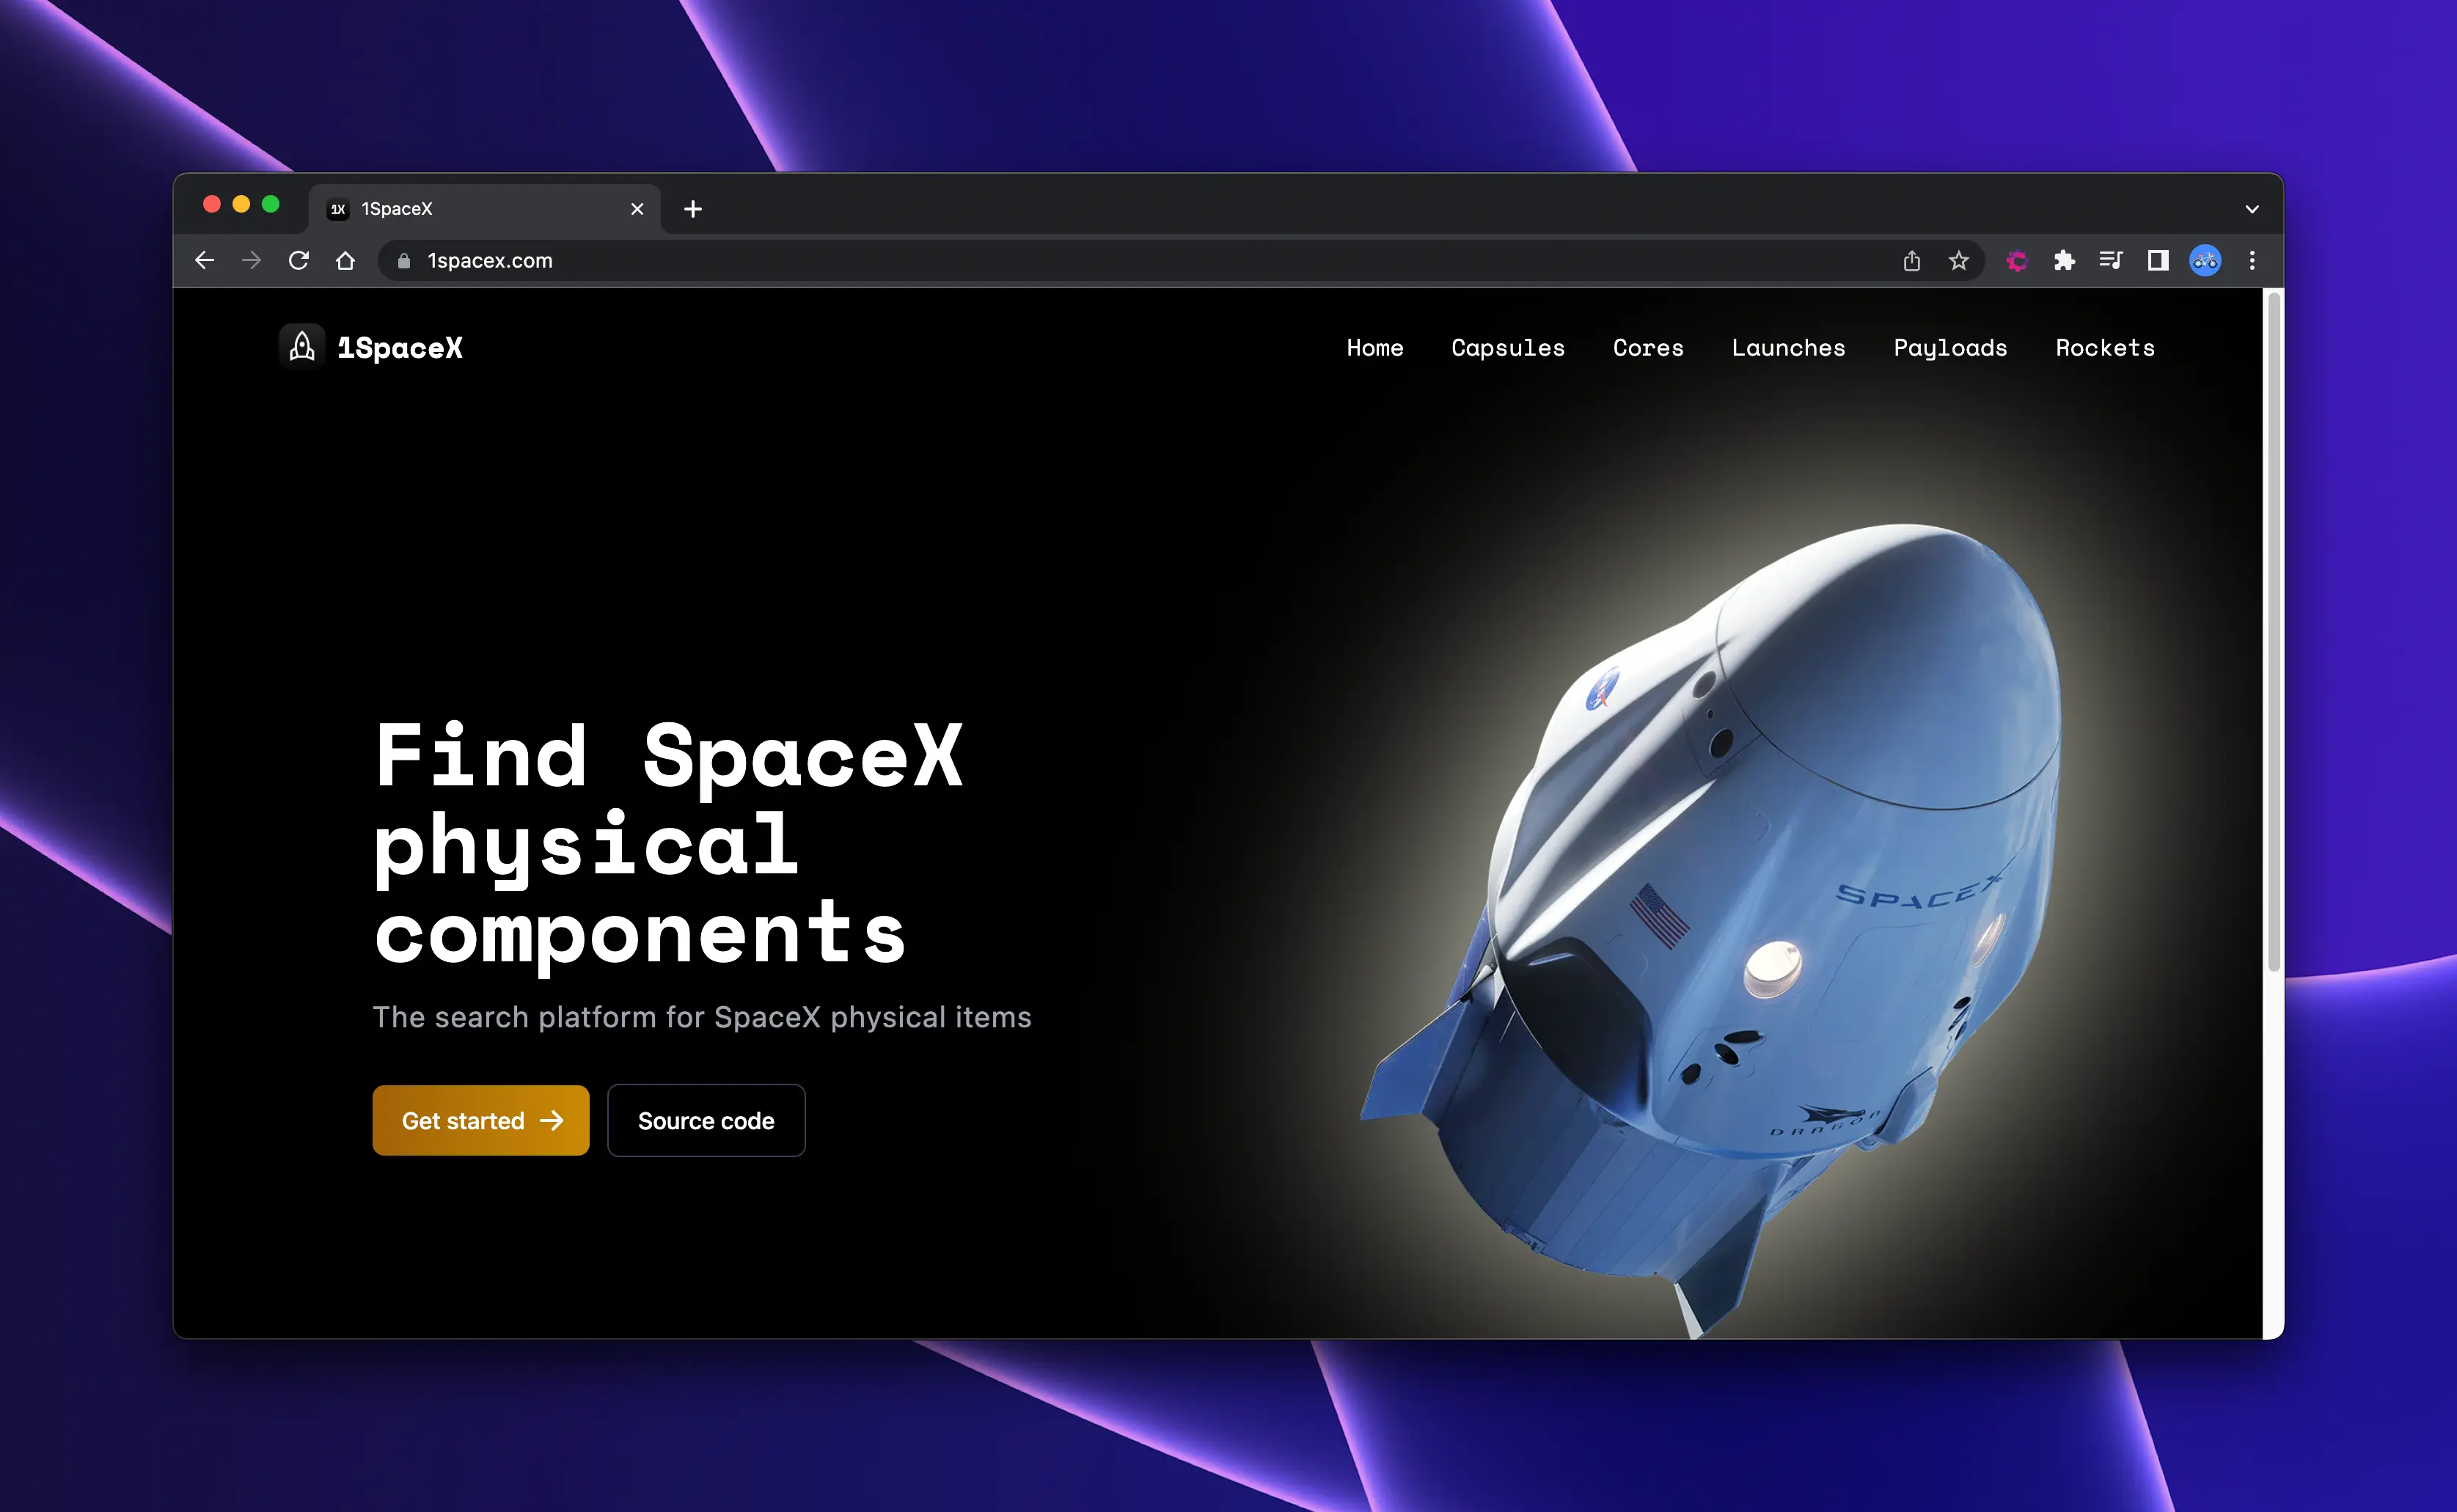 1X 1SpaceX
1spacex.com
1SpaceX
Home Capsules Cores Launches Payloads Rockets
Find SpaceX
physical
components
The search platform for SpaceX physical items
Get started
Source code
SPACEX
DRAGON